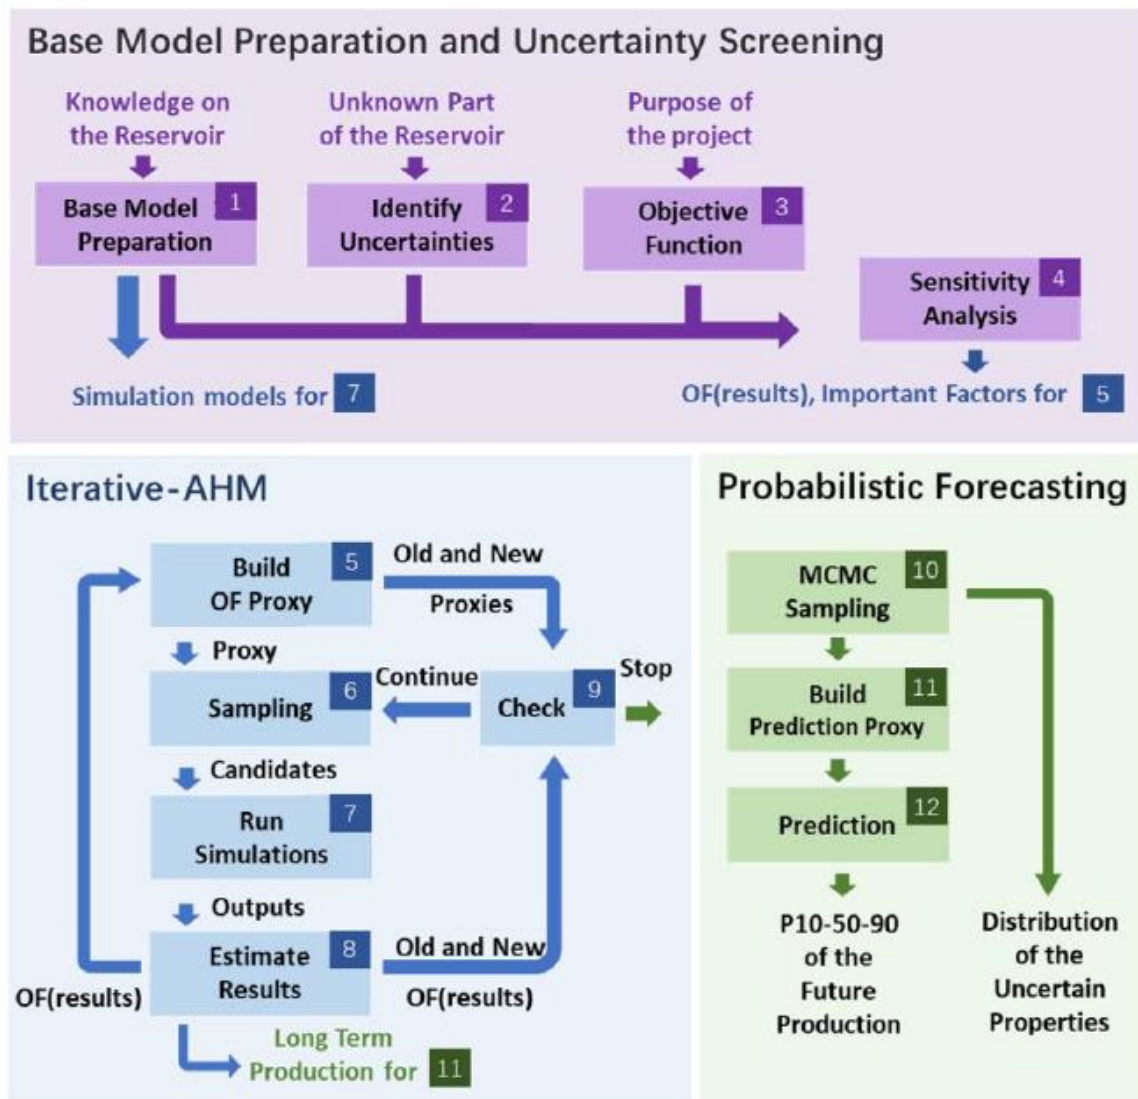 Base Model Preparation and Uncertainty Screening
Knowledge on
the Reservoir
Unknown Part
of the Reservoir
Purpose of
the project
Base Model
Preparation
1
Identify
Uncertainties
2
Objective
Function
3
Sensitivity
Analysis
4
Simulation models for 7
OF(results), Important Factors for 5
Iterative-AHM
Build
OF Proxy
5
Old and New
Proxies
Proxy
Sampling
6
Continue
Check
9
Stop
Candidates
Run
Simulations
7
Outputs
Estimate
Results
8
Old and New
OF(results)
OF(results)
Long Term
Production for 11
Probabilistic Forecasting
MCMC
Sampling
10
Build
Prediction Proxy
11
Prediction
12
P10-50-90
of the
Future
Production
Distribution
of the
Uncertain
Properties